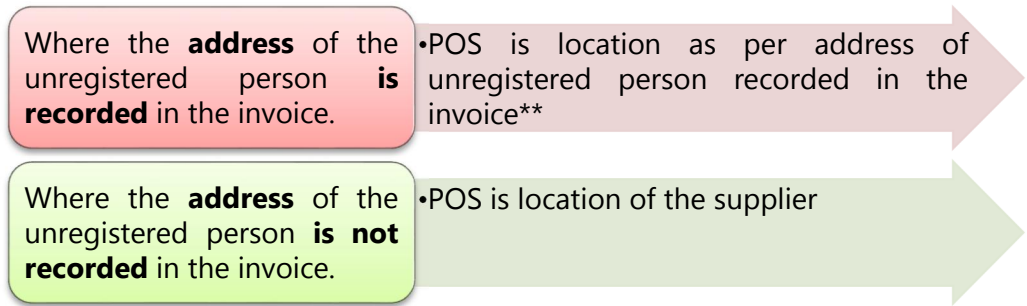 Where the address of the
unregistered person is
recorded in the invoice.
•POS is location as per address of
unregistered person recorded in the
invoice**
Where the address of the
unregistered person is not
recorded in the invoice.
•POS is location of the supplier